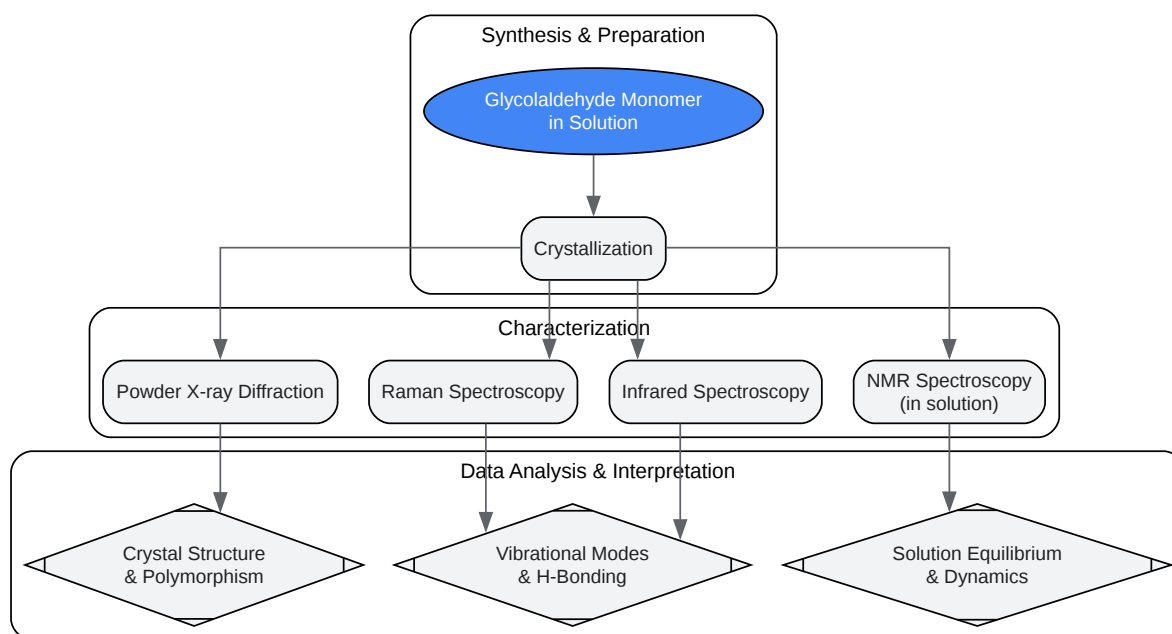 Synthesis & Preparation
Glycolaldehyde Monomer
in Solution
Crystallization
Characterization
Powder X-ray Diffraction
Raman Spectroscopy
Infrared Spectroscopy
NMR Spectroscopy
(in solution)
Data Analysis & Interpretation
Crystal Structure
& Polymorphism
Vibrational Modes
& H-Bonding
Solution Equilibrium
& Dynamics